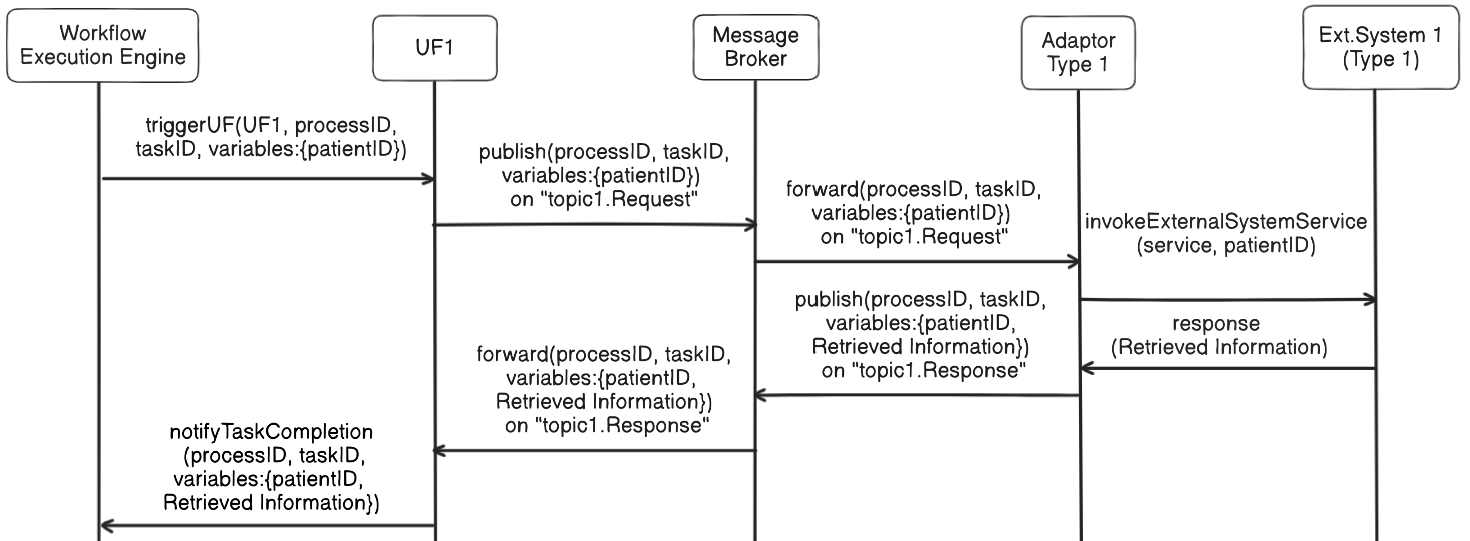 Workflow
Execution Engine
UF1
Message
Broker
Adaptor
Type 1
Ext.System 1
(Type 1)
triggerUF(UF1, processID,
taskID, variables:{patientID})
publish(processID, taskID,
variables:{patientID})
on "topic1.Request"
forward(processID, taskID,
variables:{patientID})
on "topic1.Request"
invokeExternalSystemService
(service, patientID)
response
(Retrieved Information)
publish(processID, taskID,
variables:{patientID,
Retrieved Information})
on "topic1.Response"
forward(processID, taskID,
variables:{patientID,
Retrieved Information})
on "topic1.Response"
notifyTaskCompletion
(processID, taskID,
variables:{patientID,
Retrieved Information})